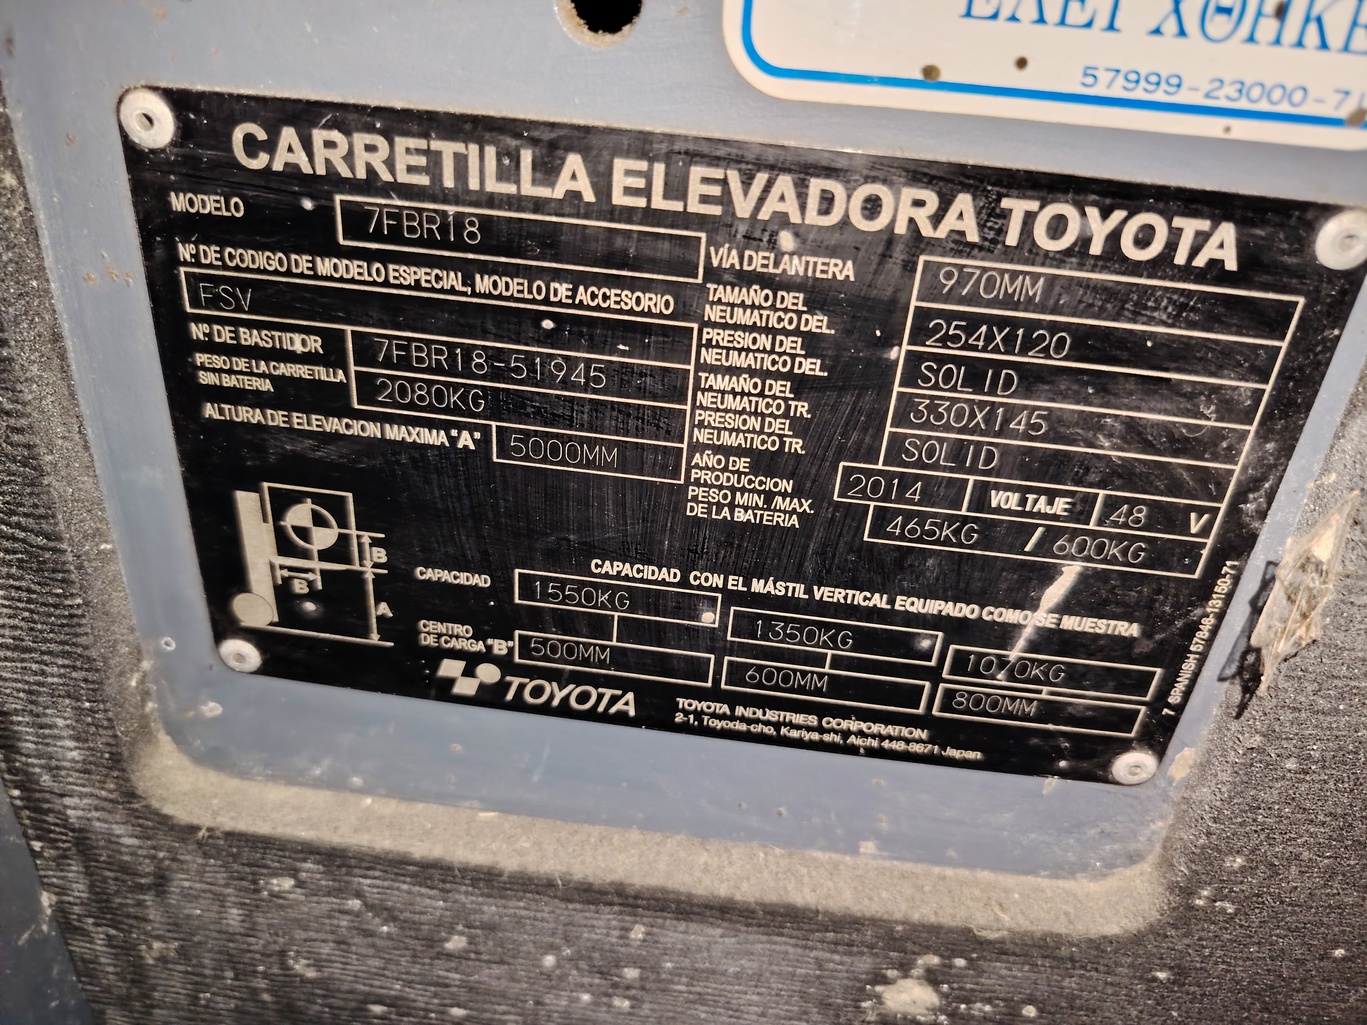 ΕΛΕΓΧΘΗΚΕ
57999-23000-71
CARRETILLA ELEVADORA TOYOTA
MODELO 7FBR18
Nº DE CODIGO DE MODELO ESPECIAL, MODELO DE ACCESORIO
FSV
Nº DE BASTIDOR 7FBR18-51945
PESO DE LA CARRETILLA
SIN BATERIA 2080KG
ALTURA DE ELEVACION MAXIMA "A" 5000MM
VÍA DELANTERA 970MM
TAMAÑO DEL
NEUMATICO DEL. 254X120
PRESION DEL
NEUMATICO DEL. SOLID
TAMAÑO DEL
NEUMATICO TR. 330X145
PRESION DEL
NEUMATICO TR. SOLID
AÑO DE
PRODUCCION 2014 VOLTAJE 48 V
PESO MIN. /MAX.
DE LA BATERIA 465KG / 600KG
B
B
A
CAPACIDAD CON EL MÁSTIL VERTICAL EQUIPADO COMO SE MUESTRA
CAPACIDAD 1550KG 1350KG 1070KG
CENTRO
DE CARGA "B" 500MM 600MM 800MM
TOYOTA
TOYOTA INDUSTRIES CORPORATION
2-1, Toyoda-cho, Kariya-shi, Aichi 448-8671 Japan
7 SPANISH 57846-13150-71